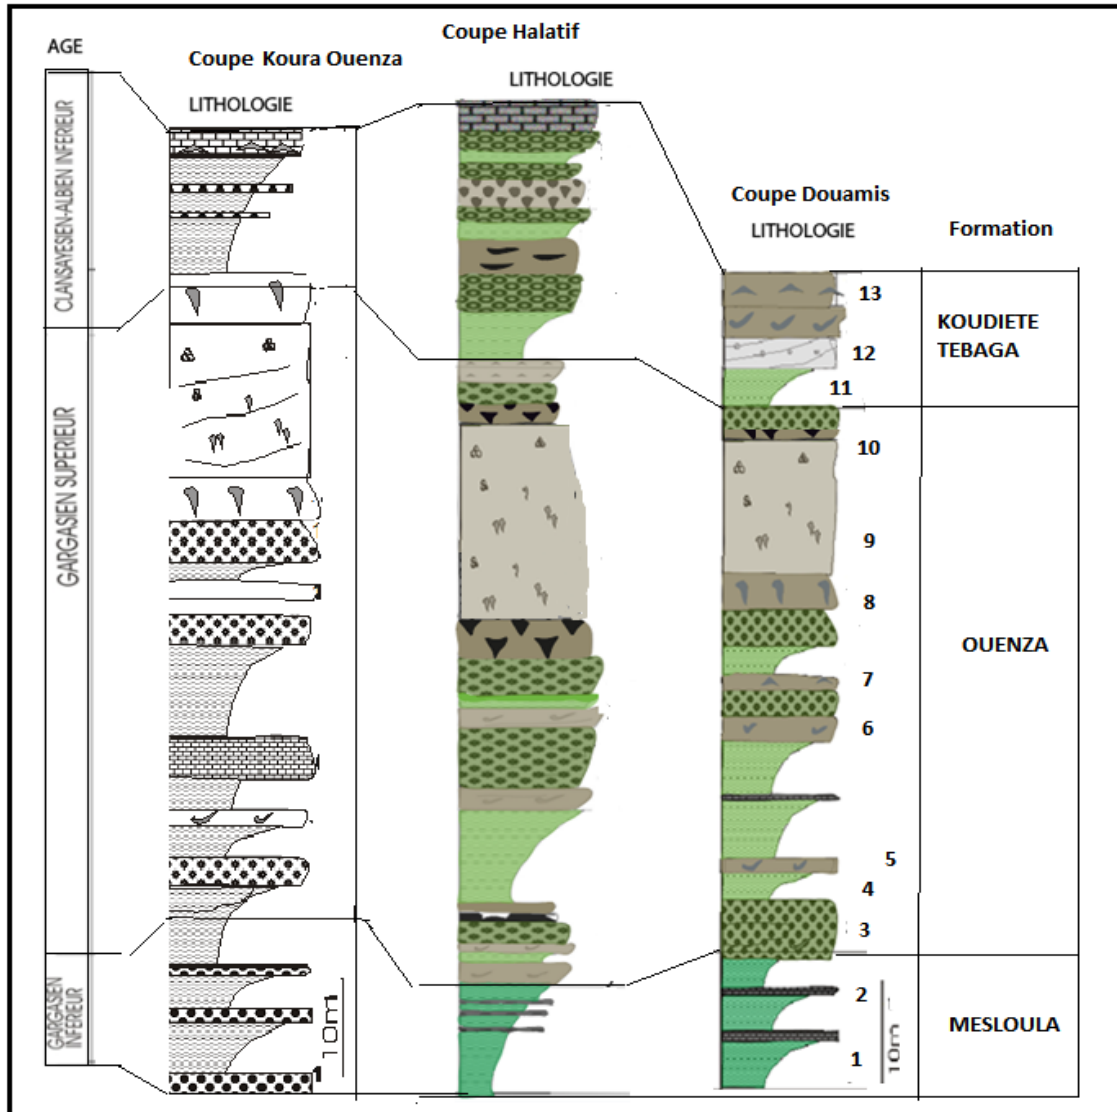 AGE
Coupe Koura Ouenza
LITHOLOGIE
Coupe Halatif
LITHOLOGIE
Coupe Douamis
LITHOLOGIE
Formation
CLANSAYESIEN-ALBIEN INFERIEUR
GARGASIEN SUPERIEUR
GARGASIEN
INFERIEUR
10m
13
12
11
10
9
8
7
6
5
4
3
2
1
10m
KOUDIETE
TEBAGA
OUENZA
MESLOULA